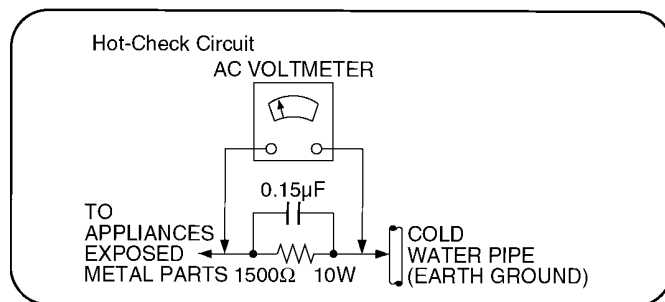 Hot-Check Circuit
AC VOLTMETER
0.15µF
TO
APPLIANCES
EXPOSED
METAL PARTS
1500Ω 10W
COLD
WATER PIPE
(EARTH GROUND)